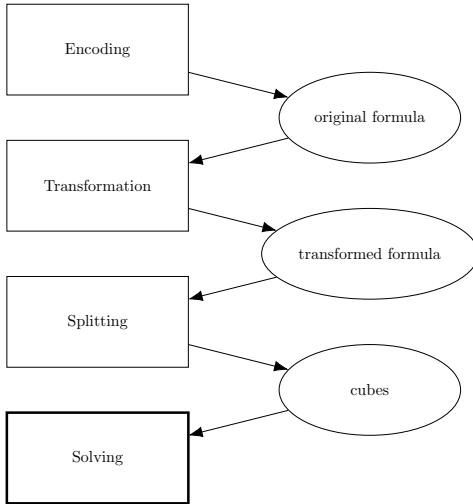 Encoding
original formula
Transformation
transformed formula
Splitting
cubes
Solving